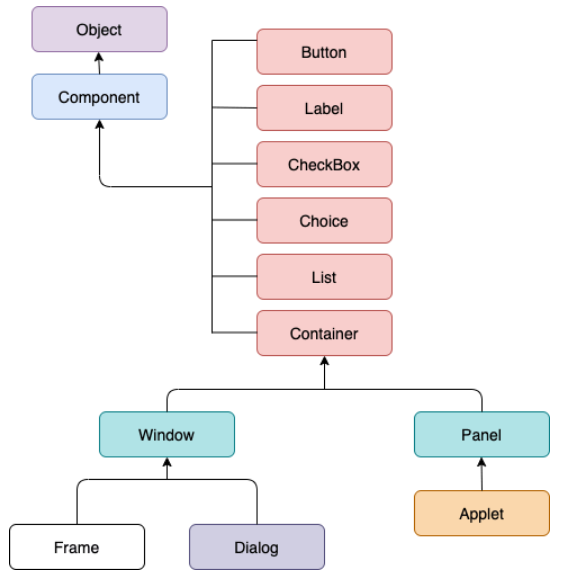 Object
Component
Button
Label
CheckBox
Choice
List
Container
Window
Panel
Applet
Frame
Dialog